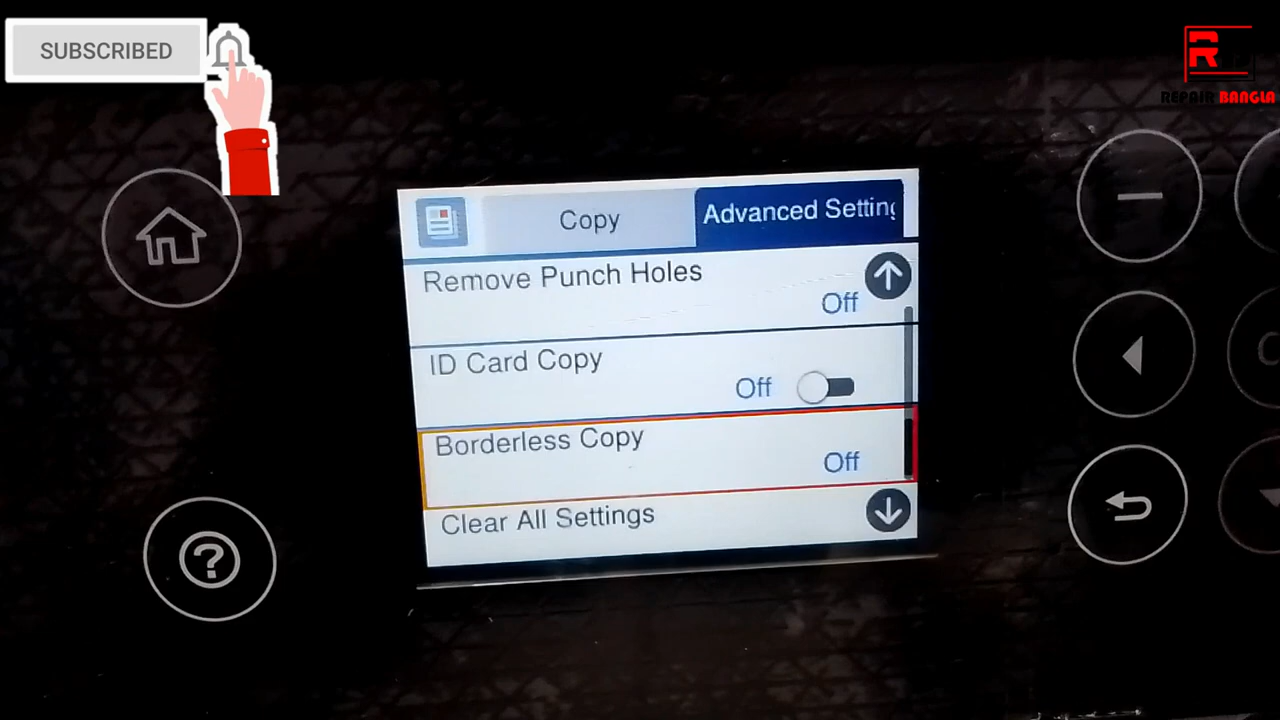 SUBSCRIBED
REPAIR BANGLA
Copy
Advanced Setting
Remove Punch Holes
Off
ID Card Copy
Off
Borderless Copy
Off
Clear All Settings